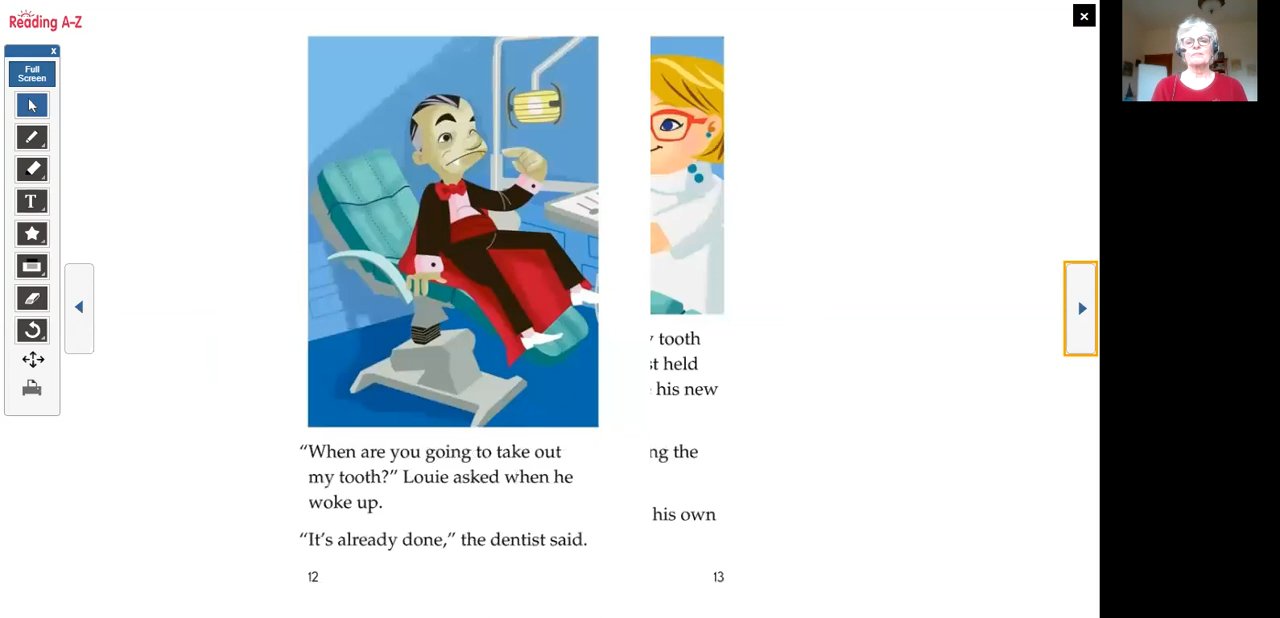 Reading A-Z
x
Full
Screen
T
“When are you going to take out
my tooth?” Louie asked when he
woke up.
“It’s already done,” the dentist said.
12
tooth
held
his new
the
his own
13